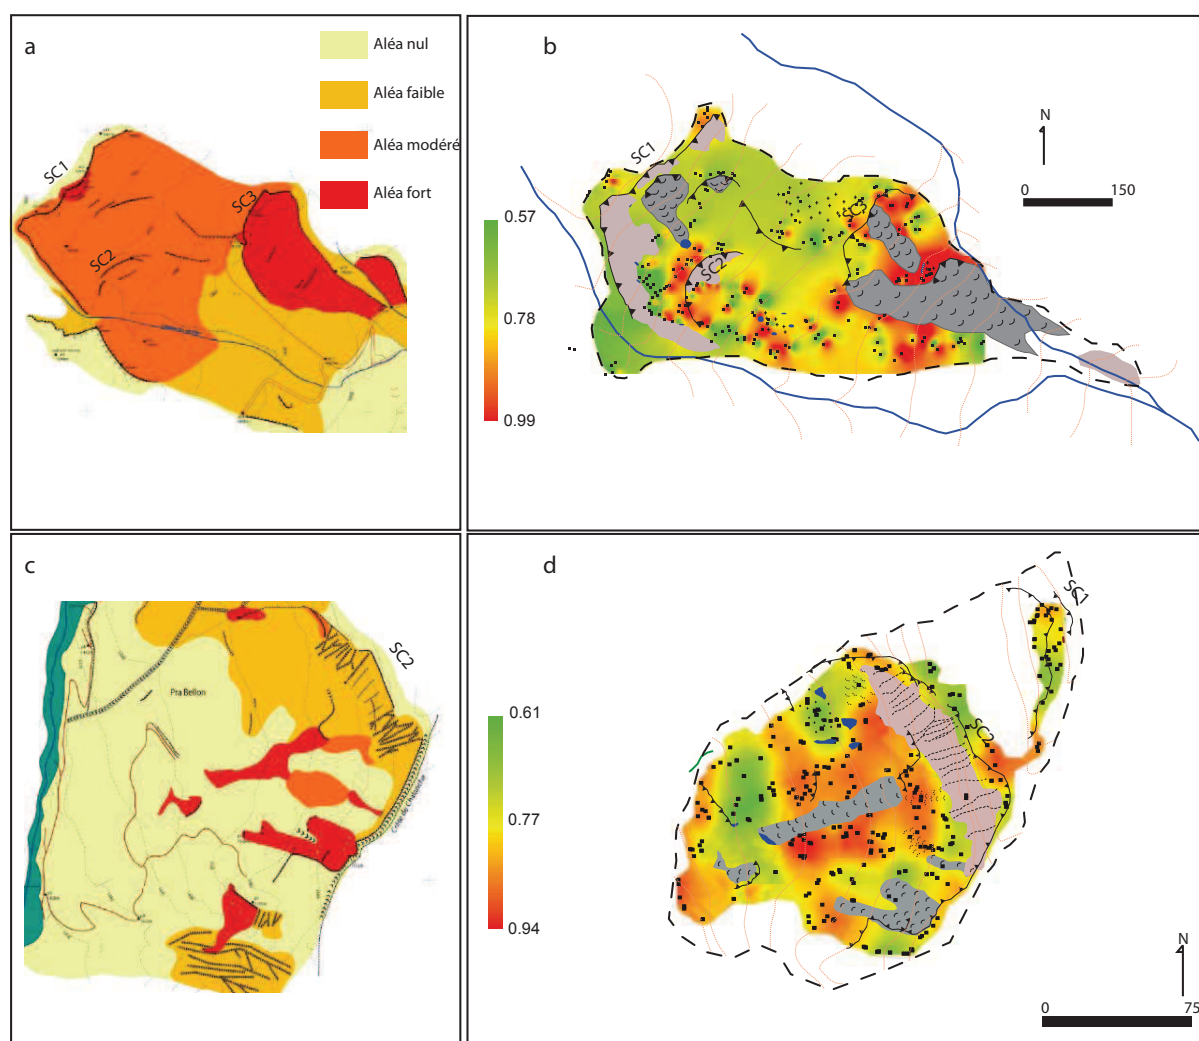 a
Aléa nul
Aléa faible
Aléa modéré
Aléa fort
SC1
SC2
SC3
b
N
0 150
SC1
SC2
SC3
0.57
0.78
0.99
c
SC2
Pra Bellon
d
SC1
SC2
0.61
0.77
0.94
N
0 75